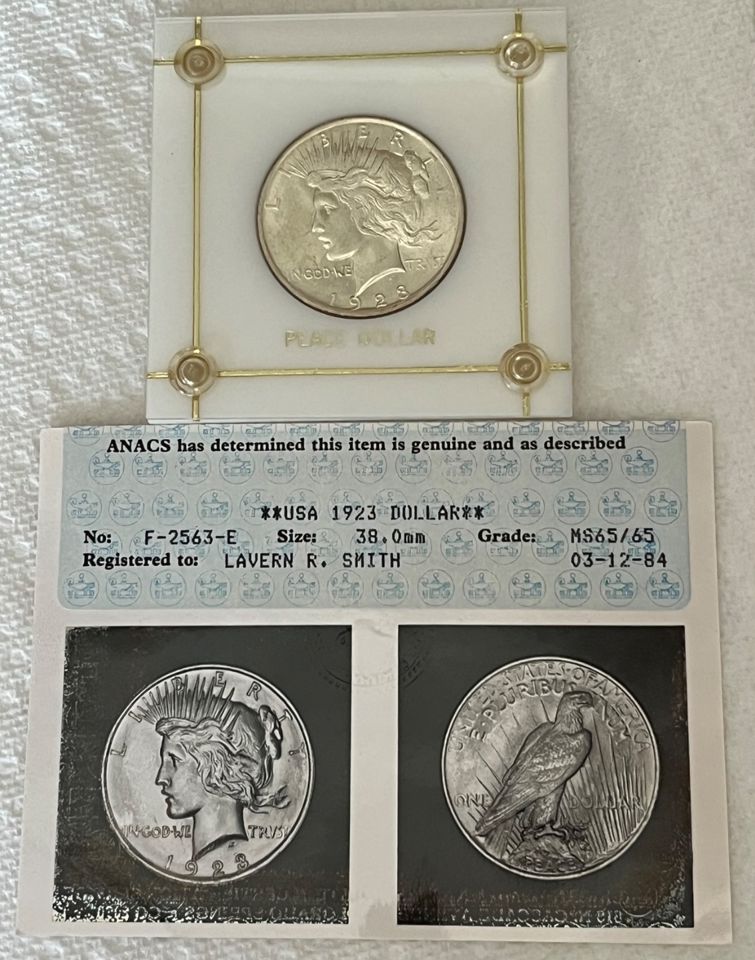 LIBERTY
IN GOD WE TRVST
1923
PEACE DOLLAR
ANACS has determined this item is genuine and as described
**USA 1923 DOLLAR**
No: F-2563-E Size: 38.0mm Grade: MS65/65
Registered to: LAVERN R. SMITH 03-12-84
LIBERTY
IN·GOD·WE TRVST
1923
UNITED·STATES·OF·AMERICA
E·PLURIBUS UNUM
ONE DOLLAR
PEACE